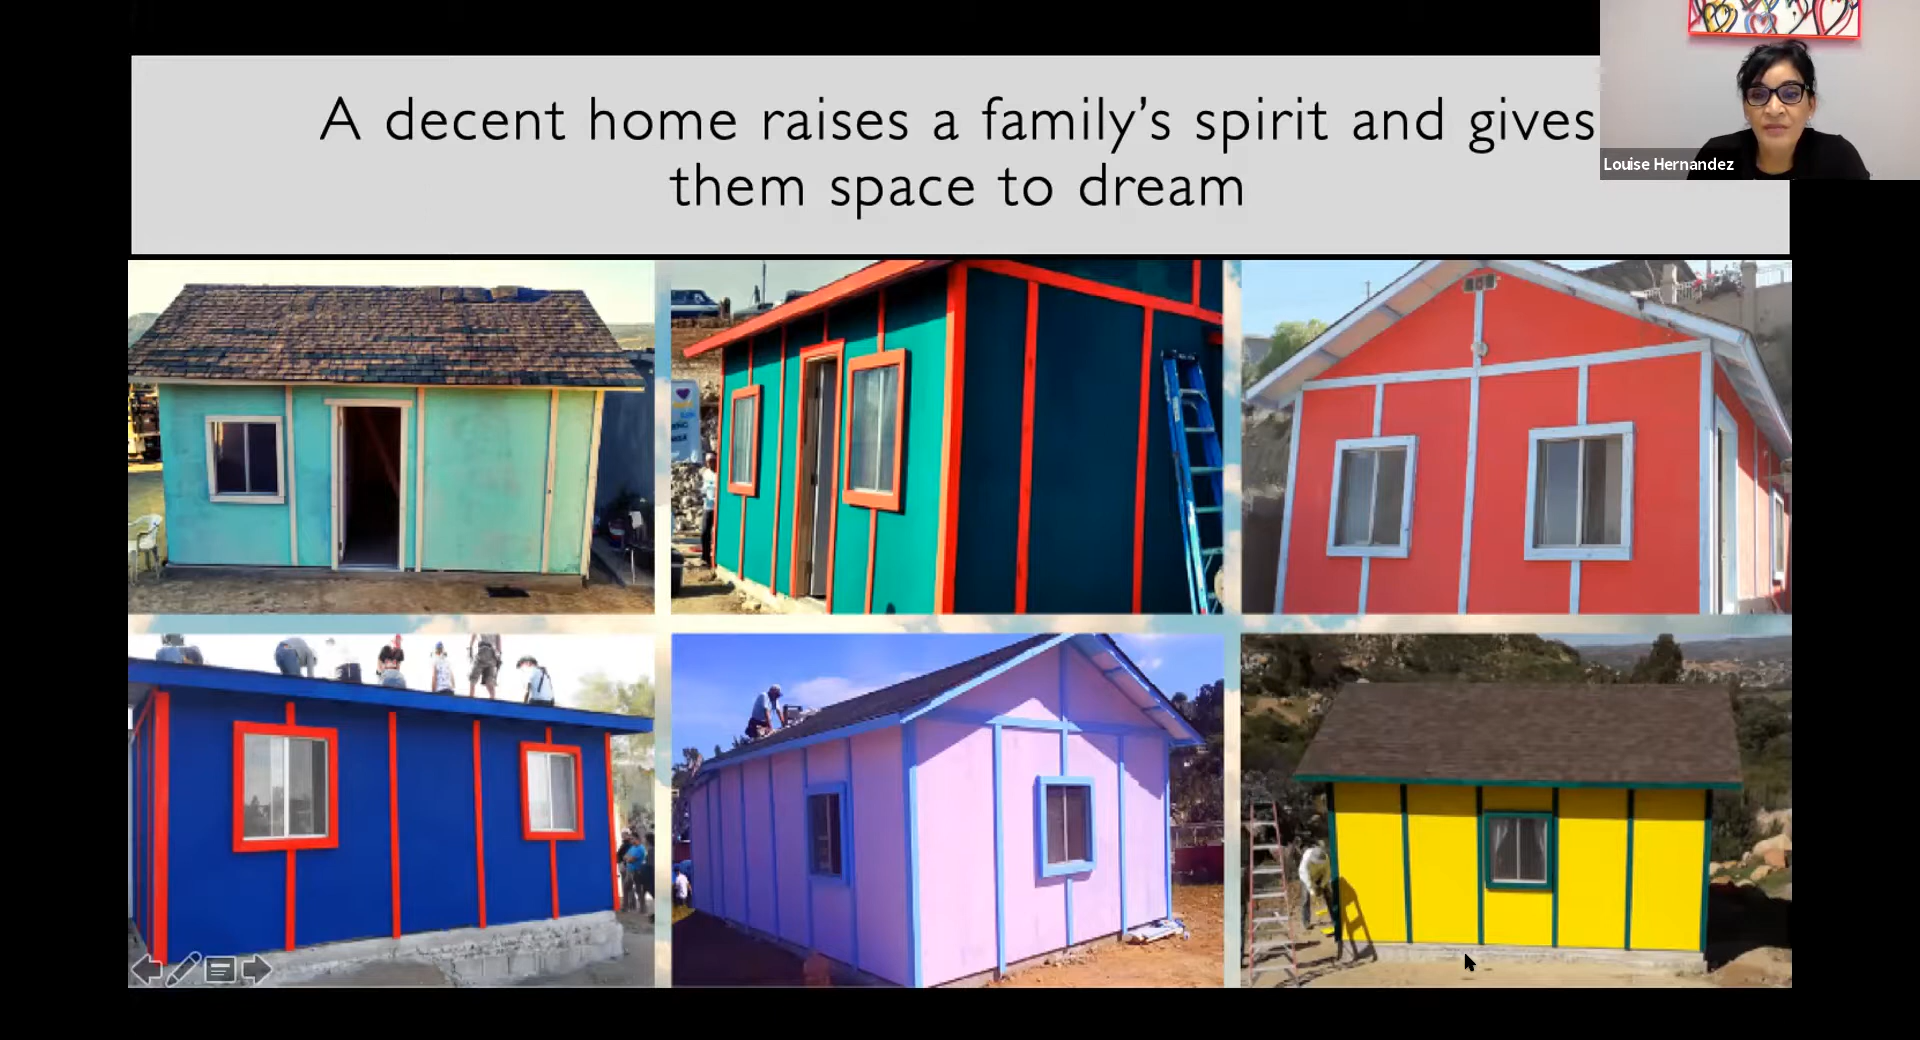 A decent home raises a family’s spirit and gives
them space to dream
Louise Hernandez